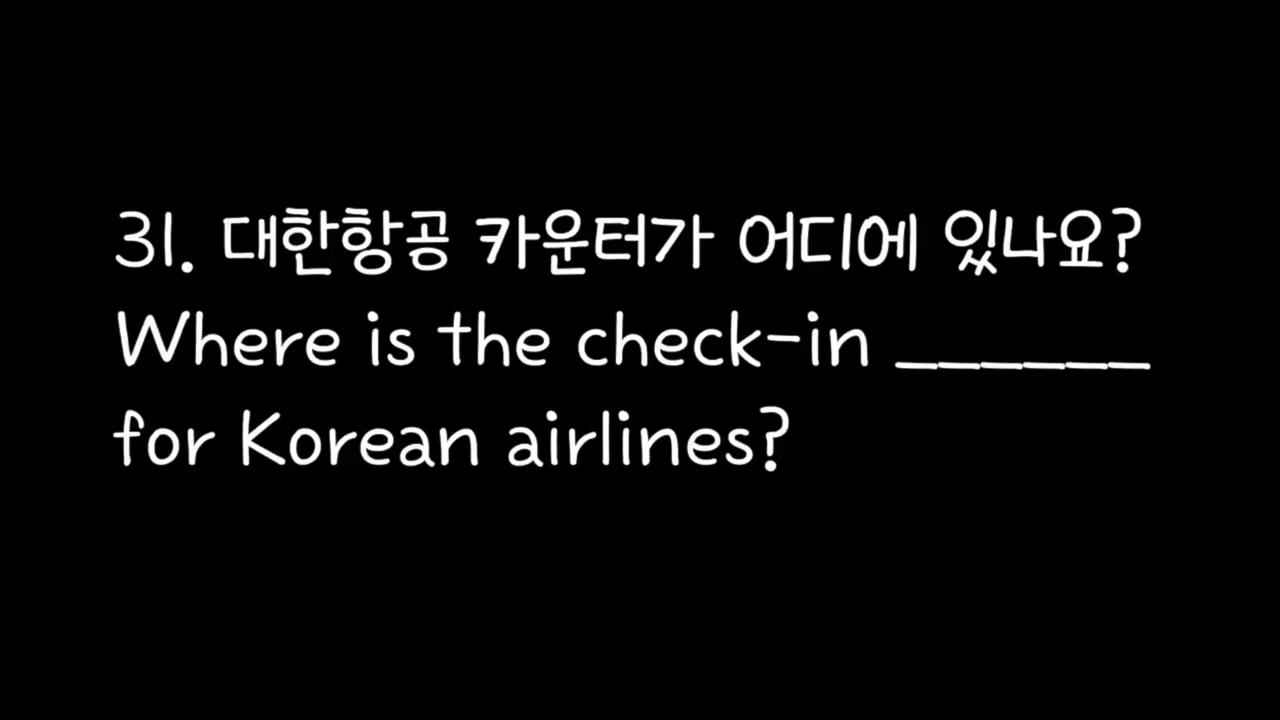 31. 대한항공 카운터가 어디에 있나요?
Where is the check-in ______
for Korean airlines?